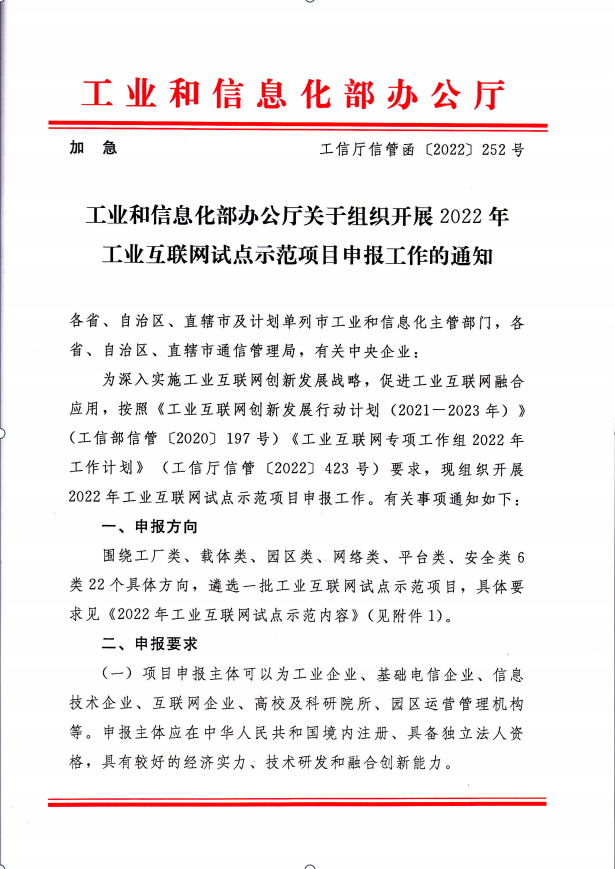 工业和信息化部办公厅
加 急 工信厅信管函〔2022〕252号
工业和信息化部办公厅关于组织开展2022年
工业互联网试点示范项目申报工作的通知
各省、自治区、直辖市及计划单列市工业和信息化主管部门，各
省、自治区、直辖市通信管理局，有关中央企业：
为深入实施工业互联网创新发展战略，促进工业互联网融合
应用，按照《工业互联网创新发展行动计划（2021－2023年）》
（工信部信管〔2020〕197号）《工业互联网专项工作组2022年
工作计划》（工信厅信管〔2022〕423号）要求，现组织开展
2022年工业互联网试点示范项目申报工作。有关事项通知如下：
一、申报方向
围绕工厂类、载体类、园区类、网络类、平台类、安全类6
类22个具体方向，遴选一批工业互联网试点示范项目，具体要
求见《2022年工业互联网试点示范内容》（见附件1）。
二、申报要求
（一）项目申报主体可以为工业企业、基础电信企业、信息
技术企业、互联网企业、高校及科研院所、园区运营管理机构
等。申报主体应在中华人民共和国境内注册、具备独立法人资
格，具有较好的经济实力、技术研发和融合创新能力。